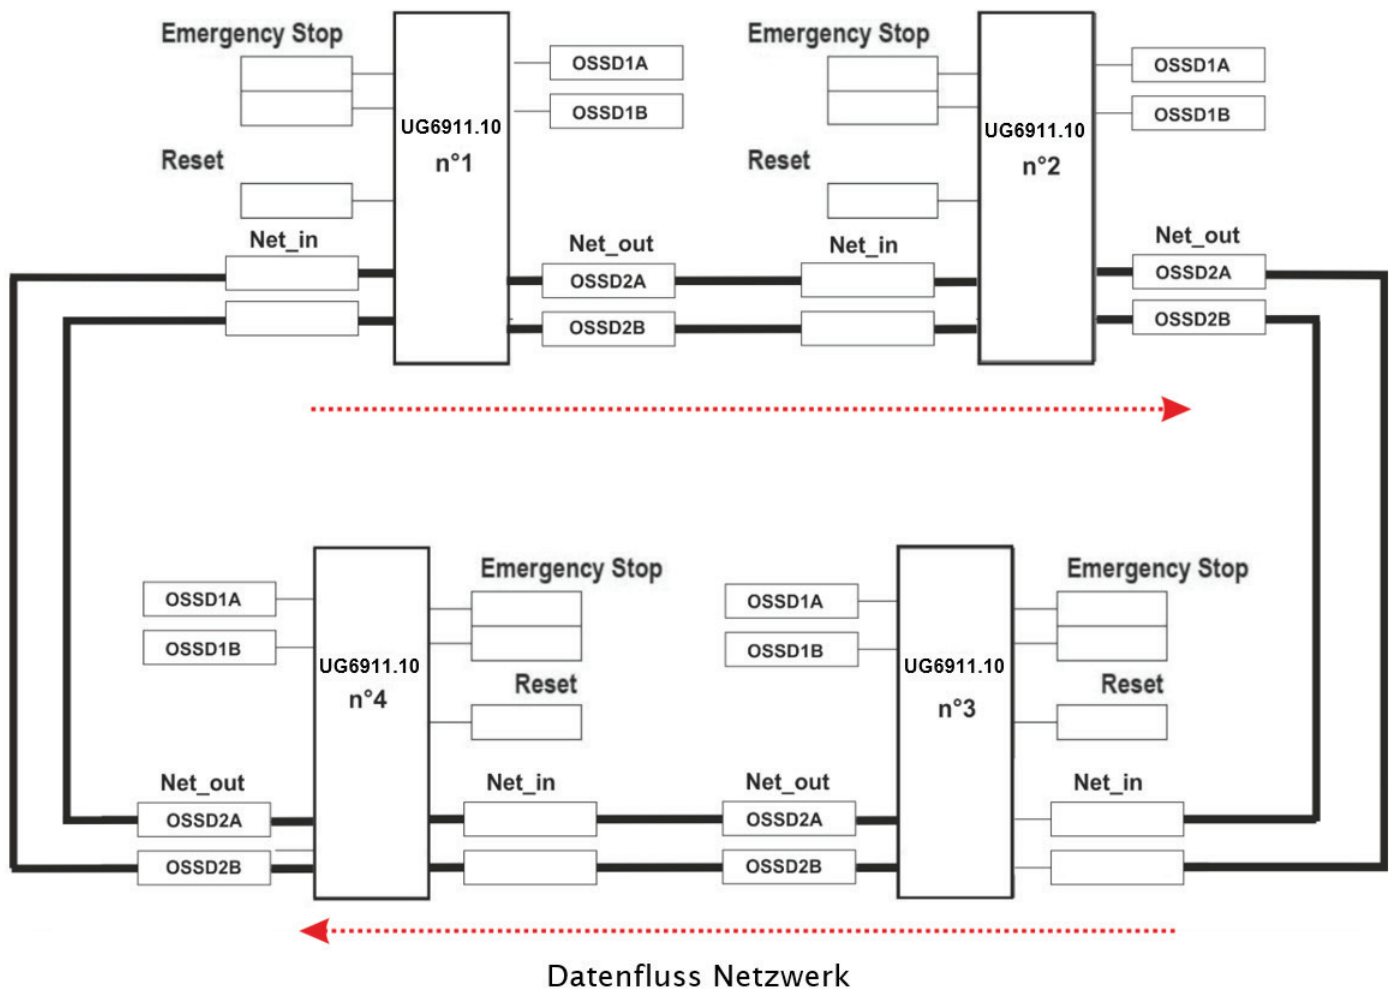 Emergency Stop
OSSD1A
OSSD1B
UG6911.10
n°1
Reset
Net_in
Net_out
OSSD2A
OSSD2B
Emergency Stop
OSSD1A
OSSD1B
UG6911.10
n°2
Reset
Net_in
Net_out
OSSD2A
OSSD2B
OSSD1A
OSSD1B
UG6911.10
n°4
Emergency Stop
Reset
Net_out
OSSD2A
OSSD2B
Net_in
OSSD1A
OSSD1B
UG6911.10
n°3
Emergency Stop
Reset
Net_out
OSSD2A
OSSD2B
Net_in
Datenfluss Netzwerk